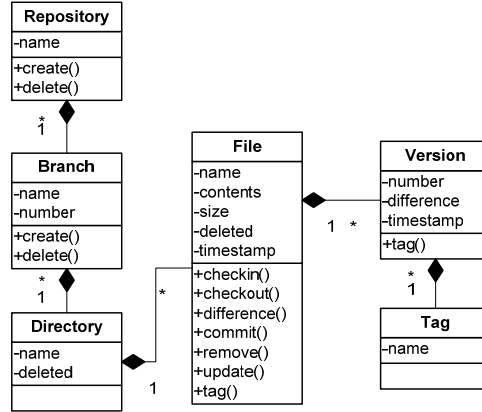 Repository
-name
+create()
+delete()
*
1
Branch
-name
-number
+create()
+delete()
*
1
Directory
-name
-deleted
1
*
File
-name
-contents
-size
-deleted
-timestamp
+checkin()
+checkout()
+difference()
+commit()
+remove()
+update()
+tag()
1 *
Version
-number
-difference
-timestamp
+tag()
*
1
Tag
-name